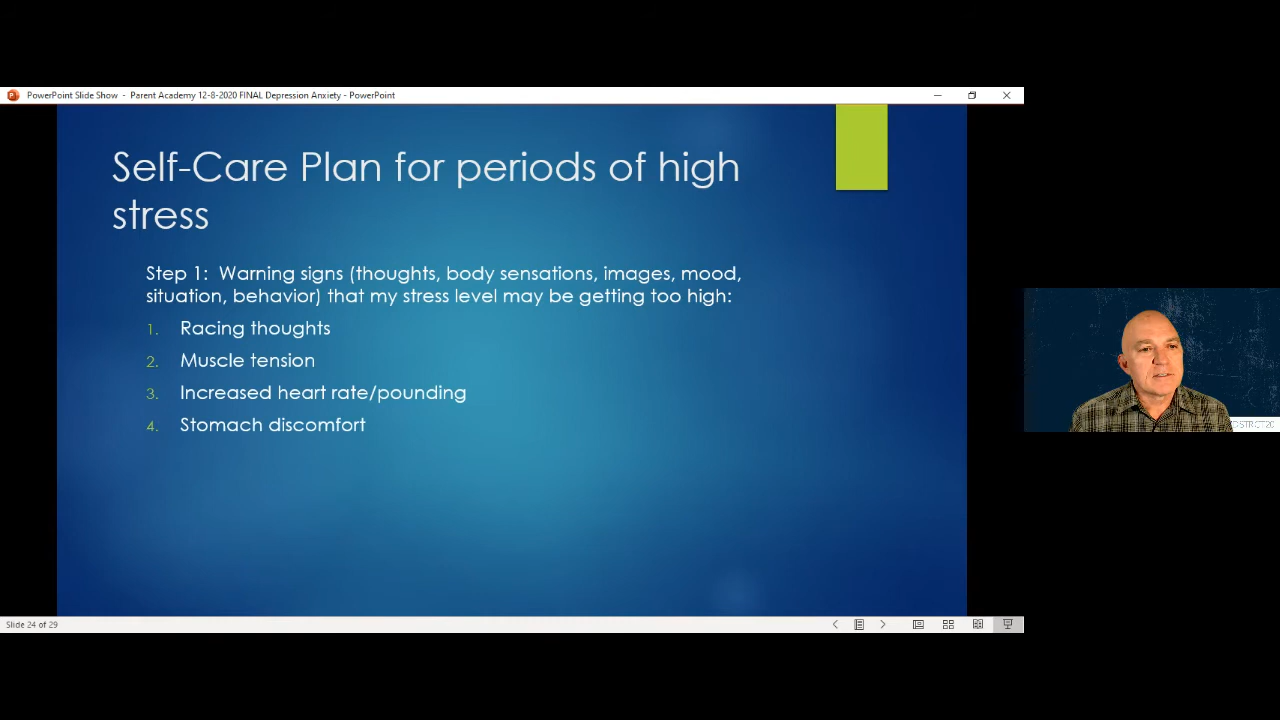 PowerPoint Slide Show - Parent Academy 12-8-2020 FINAL Depression Anxiety - PowerPoint
Self-Care Plan for periods of high
stress
Step 1: Warning signs (thoughts, body sensations, images, mood,
situation, behavior) that my stress level may be getting too high:
1. Racing thoughts
2. Muscle tension
3. Increased heart rate/pounding
4. Stomach discomfort
Slide 24 of 29